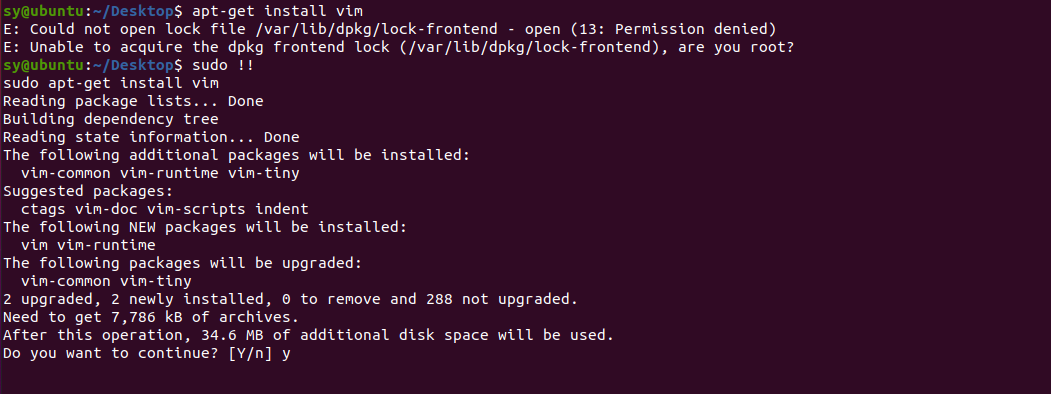 sy@ubuntu:~/Desktop$ apt-get install vim
E: Could not open lock file /var/lib/dpkg/lock-frontend - open (13: Permission denied)
E: Unable to acquire the dpkg frontend lock (/var/lib/dpkg/lock-frontend), are you root?
sy@ubuntu:~/Desktop$ sudo !!
sudo apt-get install vim
Reading package lists... Done
Building dependency tree
Reading state information... Done
The following additional packages will be installed:
  vim-common vim-runtime vim-tiny
Suggested packages:
  ctags vim-doc vim-scripts indent
The following NEW packages will be installed:
  vim vim-runtime
The following packages will be upgraded:
  vim-common vim-tiny
2 upgraded, 2 newly installed, 0 to remove and 288 not upgraded.
Need to get 7,786 kB of archives.
After this operation, 34.6 MB of additional disk space will be used.
Do you want to continue? [Y/n] y